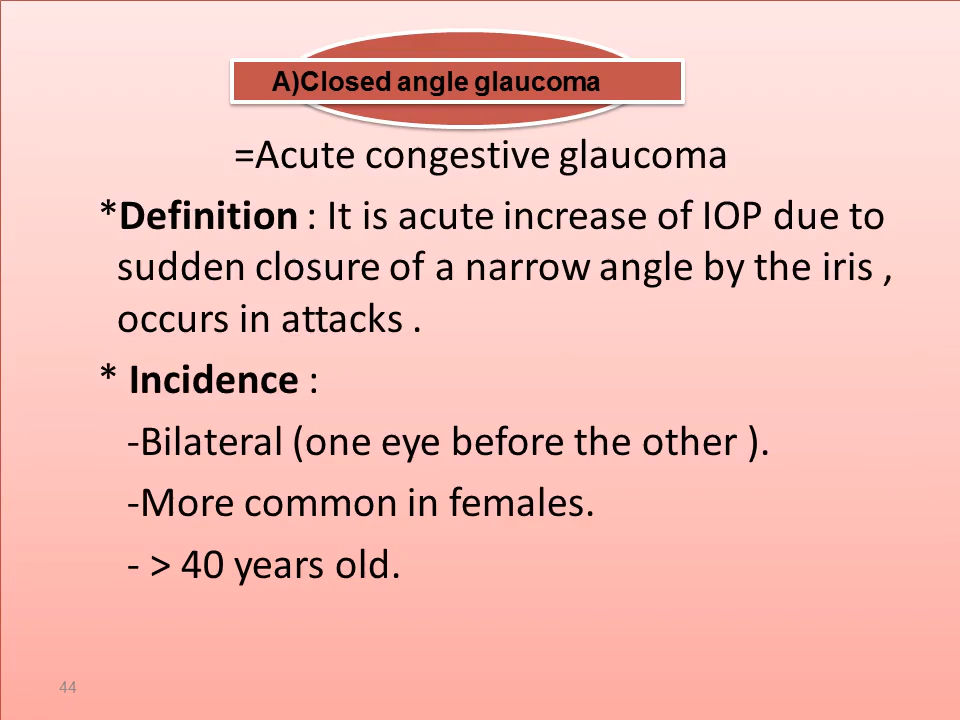 A)Closed angle glaucoma
=Acute congestive glaucoma
*Definition : It is acute increase of IOP due to
sudden closure of a narrow angle by the iris ,
occurs in attacks .
* Incidence :
-Bilateral (one eye before the other ).
-More common in females.
- > 40 years old.
44